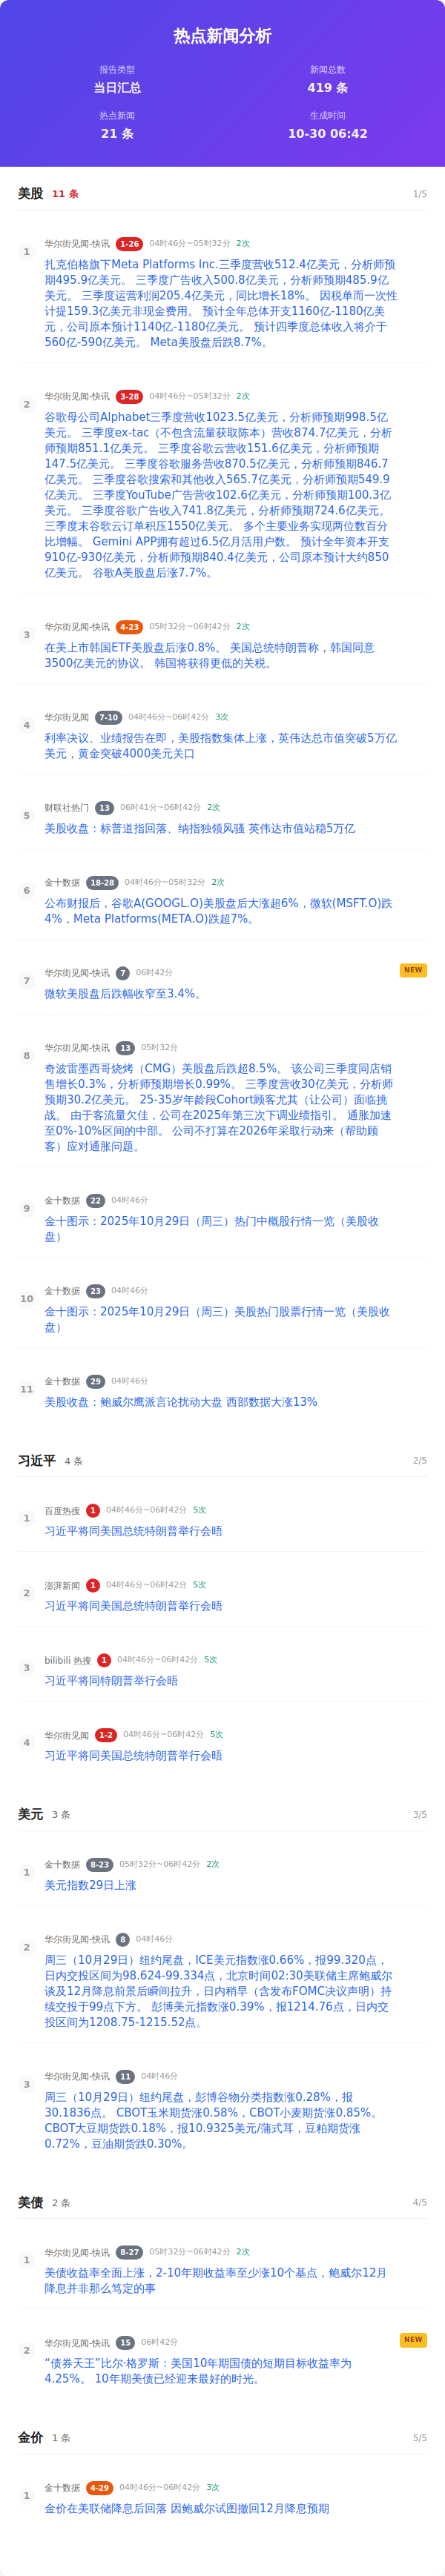 热点新闻分析
报告类型
当日汇总
新闻总数
419 条
热点新闻
21 条
生成时间
10-30 06:42
美股 11 条 1/5
1 华尔街见闻-快讯 1-26 04时46分~05时32分 2次
扎克伯格旗下Meta Platforms Inc.三季度营收512.4亿美元，分析师预
期495.9亿美元。 三季度广告收入500.8亿美元，分析师预期485.9亿
美元。 三季度运营利润205.4亿美元，同比增长18%。 因税单而一次性
计提159.3亿美元非现金费用。 预计全年总体开支1160亿-1180亿美
元，公司原本预计1140亿-1180亿美元。 预计四季度总体收入将介于
560亿-590亿美元。 Meta美股盘后跌8.7%。
2 华尔街见闻-快讯 3-28 04时46分~05时32分 2次
谷歌母公司Alphabet三季度营收1023.5亿美元，分析师预期998.5亿
美元。 三季度ex-tac（不包含流量获取陈本）营收874.7亿美元，分析
师预期851.1亿美元。 三季度谷歌云营收151.6亿美元，分析师预期
147.5亿美元。 三季度谷歌服务营收870.5亿美元，分析师预期846.7
亿美元。 三季度谷歌搜索和其他收入565.7亿美元，分析师预期549.9
亿美元。 三季度YouTube广告营收102.6亿美元，分析师预期100.3亿
美元。 三季度谷歌广告收入741.8亿美元，分析师预期724.6亿美元。
三季度末谷歌云订单积压1550亿美元。 多个主要业务实现两位数百分
比增幅。 Gemini APP拥有超过6.5亿月活用户数。 预计全年资本开支
910亿-930亿美元，分析师预期840.4亿美元，公司原本预计大约850
亿美元。 谷歌A美股盘后涨7.7%。
3 华尔街见闻-快讯 4-23 05时32分~06时42分 2次
在美上市韩国ETF美股盘后涨0.8%。 美国总统特朗普称，韩国同意
3500亿美元的协议。 韩国将获得更低的关税。
4 华尔街见闻 7-10 04时46分~06时42分 3次
利率决议、业绩报告在即，美股指数集体上涨，英伟达总市值突破5万亿
美元，黄金突破4000美元关口
5 财联社热门 13 06时41分~06时42分 2次
美股收盘：标普道指回落、纳指独领风骚 英伟达市值站稳5万亿
6 金十数据 18-28 04时46分~05时32分 2次
公布财报后，谷歌A(GOOGL.O)美股盘后大涨超6%，微软(MSFT.O)跌
4%，Meta Platforms(META.O)跌超7%。
7 华尔街见闻-快讯 7 06时42分 NEW
微软美股盘后跌幅收窄至3.4%。
8 华尔街见闻-快讯 13 05时32分
奇波雷墨西哥烧烤（CMG）美股盘后跌超8.5%。 该公司三季度同店销
售增长0.3%，分析师预期增长0.99%。 三季度营收30亿美元，分析师
预期30.2亿美元。 25-35岁年龄段Cohort顾客尤其（让公司）面临挑
战。 由于客流量欠佳，公司在2025年第三次下调业绩指引。 通胀加速
至0%-10%区间的中部。 公司不打算在2026年采取行动来（帮助顾
客）应对通胀问题。
9 金十数据 22 04时46分
金十图示：2025年10月29日（周三）热门中概股行情一览（美股收
盘）
10 金十数据 23 04时46分
金十图示：2025年10月29日（周三）美股热门股票行情一览（美股收
盘）
11 金十数据 29 04时46分
美股收盘：鲍威尔鹰派言论扰动大盘 西部数据大涨13%
习近平 4 条 2/5
1 百度热搜 1 04时46分~06时42分 5次
习近平将同美国总统特朗普举行会晤
2 澎湃新闻 1 04时46分~06时42分 5次
习近平将同美国总统特朗普举行会晤
3 bilibili 热搜 1 04时46分~06时42分 5次
习近平将同特朗普举行会晤
4 华尔街见闻 1-2 04时46分~06时42分 5次
习近平将同美国总统特朗普举行会晤
美元 3 条 3/5
1 金十数据 8-23 05时32分~06时42分 2次
美元指数29日上涨
2 华尔街见闻-快讯 8 04时46分
周三（10月29日）纽约尾盘，ICE美元指数涨0.66%，报99.320点，
日内交投区间为98.624-99.334点，北京时间02:30美联储主席鲍威尔
谈及12月降息前景后瞬间拉升，日内稍早（含发布FOMC决议声明）持
续交投于99点下方。 彭博美元指数涨0.39%，报1214.76点，日内交
投区间为1208.75-1215.52点。
3 华尔街见闻-快讯 11 04时46分
周三（10月29日）纽约尾盘，彭博谷物分类指数涨0.28%，报
30.1836点。 CBOT玉米期货涨0.58%，CBOT小麦期货涨0.85%。
CBOT大豆期货跌0.18%，报10.9325美元/蒲式耳，豆粕期货涨
0.72%，豆油期货跌0.30%。
美债 2 条 4/5
1 华尔街见闻-快讯 8-27 05时32分~06时42分 2次
美债收益率全面上涨，2-10年期收益率至少涨10个基点，鲍威尔12月
降息并非那么笃定的事
2 华尔街见闻-快讯 15 06时42分 NEW
“债券天王”比尔·格罗斯：美国10年期国债的短期目标收益率为
4.25%。 10年期美债已经迎来最好的时光。
金价 1 条 5/5
1 金十数据 4-29 04时46分~06时42分 3次
金价在美联储降息后回落 因鲍威尔试图撤回12月降息预期